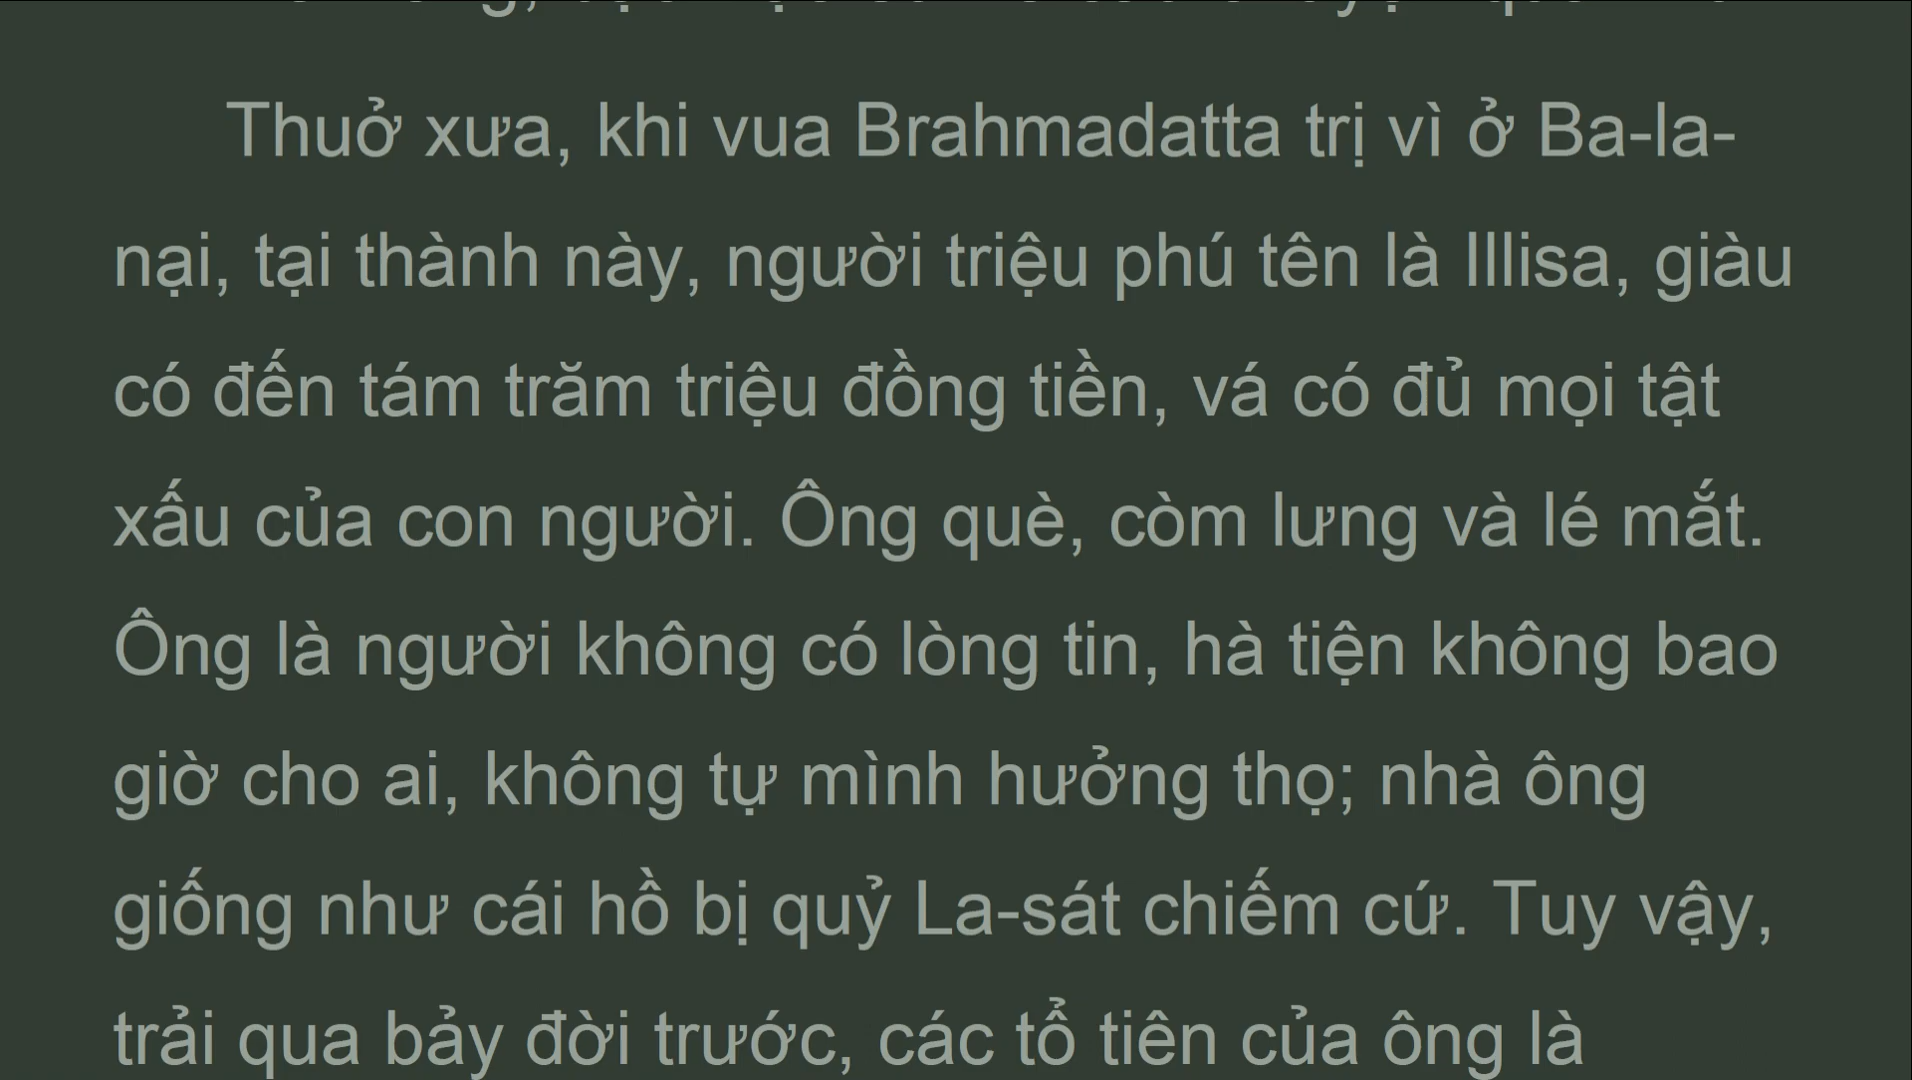 Thuở xưa, khi vua Brahmadatta trị vì ở Ba-la-
nại, tại thành này, người triệu phú tên là Illisa, giàu
có đến tám trăm triệu đồng tiền, vá có đủ mọi tật
xấu của con người. Ông què, còm lưng và lé mắt.
Ông là người không có lòng tin, hà tiện không bao
giờ cho ai, không tự mình hưởng thọ; nhà ông
giống như cái hồ bị quỷ La-sát chiếm cứ. Tuy vậy,
trải qua bảy đời trước, các tổ tiên của ông là